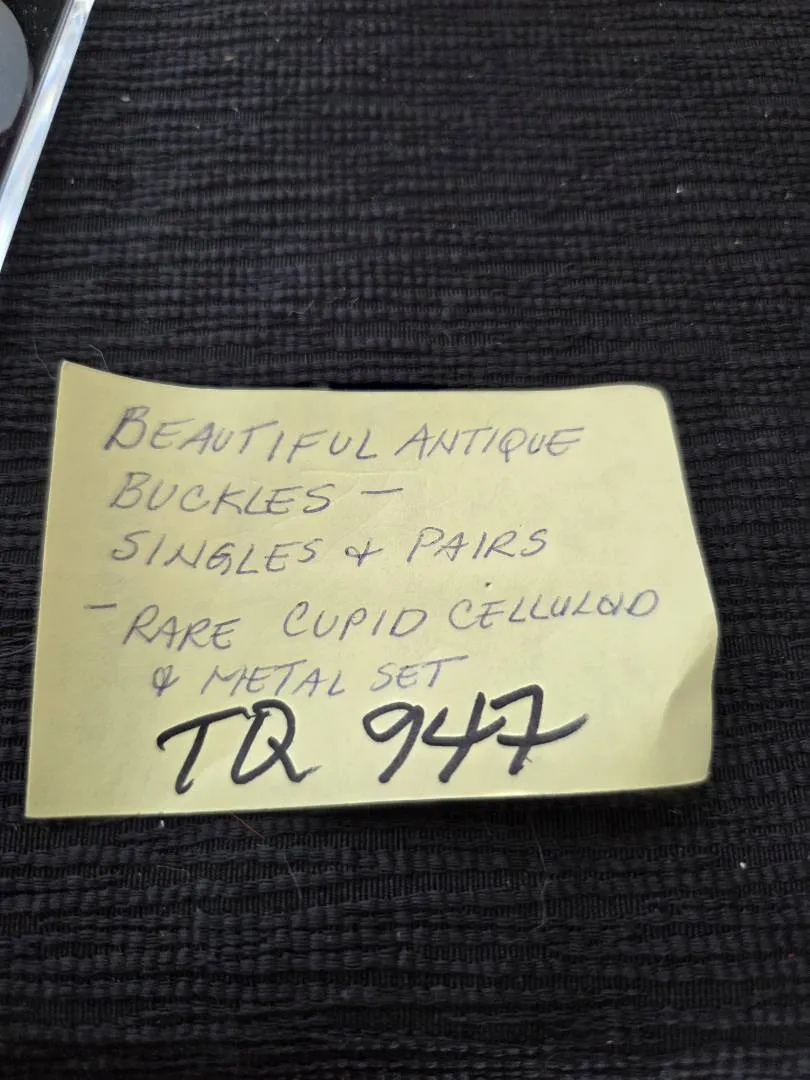 BEAUTIFUL ANTIQUE
BUCKLES –
SINGLES & PAIRS
– RARE CUPID CELLULOID
& METAL SET
TQ 947